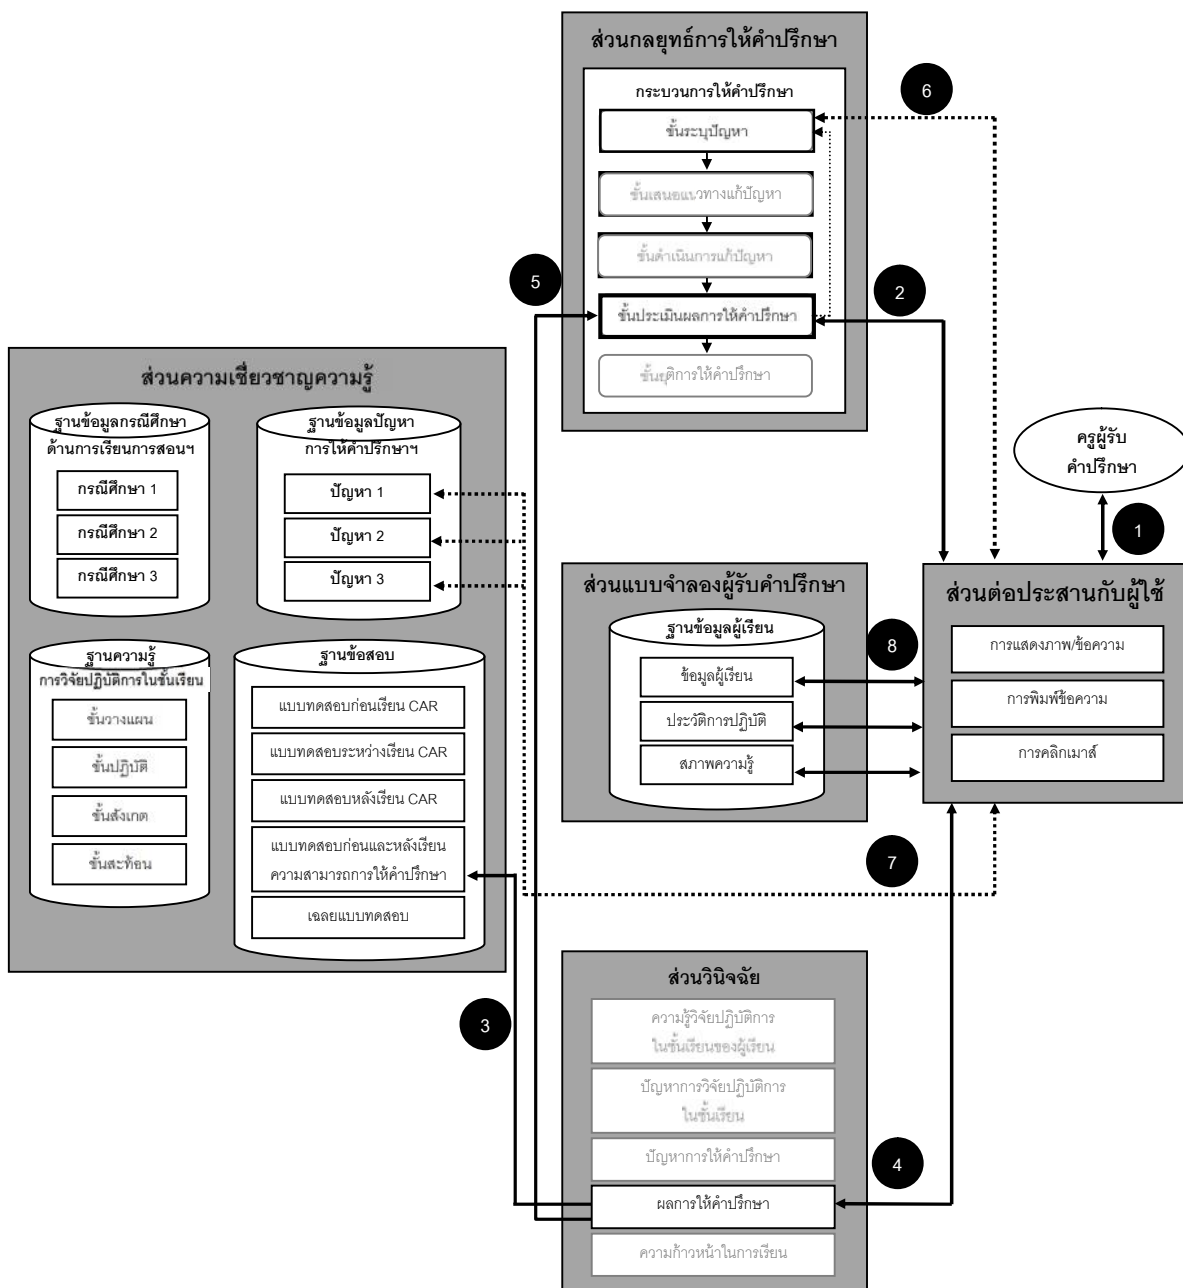 ส่วนกลยุทธ์การให้คำปรึกษา
กระบวนการให้คำปรึกษา
ขั้นระบุปัญหา
ขั้นเสนอแนวทางแก้ปัญหา
ขั้นดำเนินการแก้ปัญหา
ขั้นประเมินผลการให้คำปรึกษา
ขั้นยุติการให้คำปรึกษา
6
5
2
ส่วนความเชี่ยวชาญความรู้
ฐานข้อมูลกรณีศึกษา
ด้านการเรียนการสอนฯ
กรณีศึกษา 1
กรณีศึกษา 2
กรณีศึกษา 3
ฐานข้อมูลปัญหา
การให้คำปรึกษาฯ
ปัญหา 1
ปัญหา 2
ปัญหา 3
ฐานความรู้
การวิจัยปฏิบัติการในชั้นเรียน
ขั้นวางแผน
ขั้นปฏิบัติ
ขั้นสังเกต
ขั้นสะท้อน
ฐานข้อสอบ
แบบทดสอบก่อนเรียน CAR
แบบทดสอบระหว่างเรียน CAR
แบบทดสอบหลังเรียน CAR
แบบทดสอบก่อนและหลังเรียน
ความสามารถการให้คำปรึกษา
เฉลยแบบทดสอบ
ครูผู้รับ
คำปรึกษา
1
ส่วนแบบจำลองผู้รับคำปรึกษา
ฐานข้อมูลผู้เรียน
ข้อมูลผู้เรียน
ประวัติการปฏิบัติ
สภาพความรู้
8
ส่วนต่อประสานกับผู้ใช้
การแสดงภาพ/ข้อความ
การพิมพ์ข้อความ
การคลิกเมาส์
7
3
ส่วนวินิจฉัย
ความรู้วิจัยปฏิบัติการ
ในชั้นเรียนของผู้เรียน
ปัญหาการวิจัยปฏิบัติการ
ในชั้นเรียน
ปัญหาการให้คำปรึกษา
ผลการให้คำปรึกษา
ความก้าวหน้าในการเรียน
4